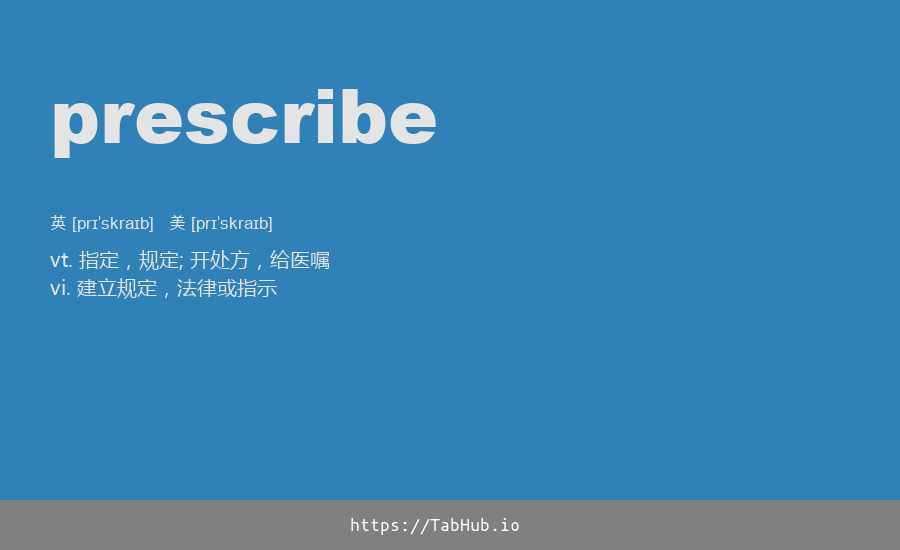 prescribe
英 [prɪˈskraɪb] 美 [prɪˈskraɪb]
vt. 指定，规定; 开处方，给医嘱
vi. 建立规定，法律或指示
https://TabHub.io